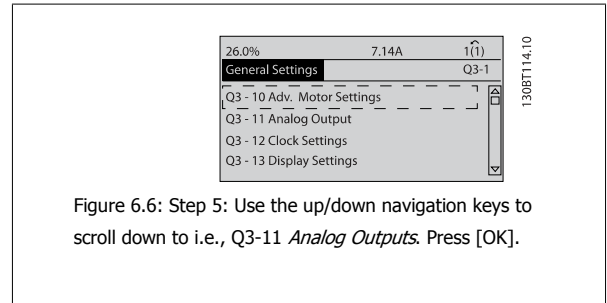 26.0% 7.14A 1(1)
General Settings Q3-1
Q3 - 10 Adv. Motor Settings
Q3 - 11 Analog Output
Q3 - 12 Clock Settings
Q3 - 13 Display Settings
130BT114.10
Figure 6.6: Step 5: Use the up/down navigation keys to
scroll down to i.e., Q3-11 Analog Outputs. Press [OK].